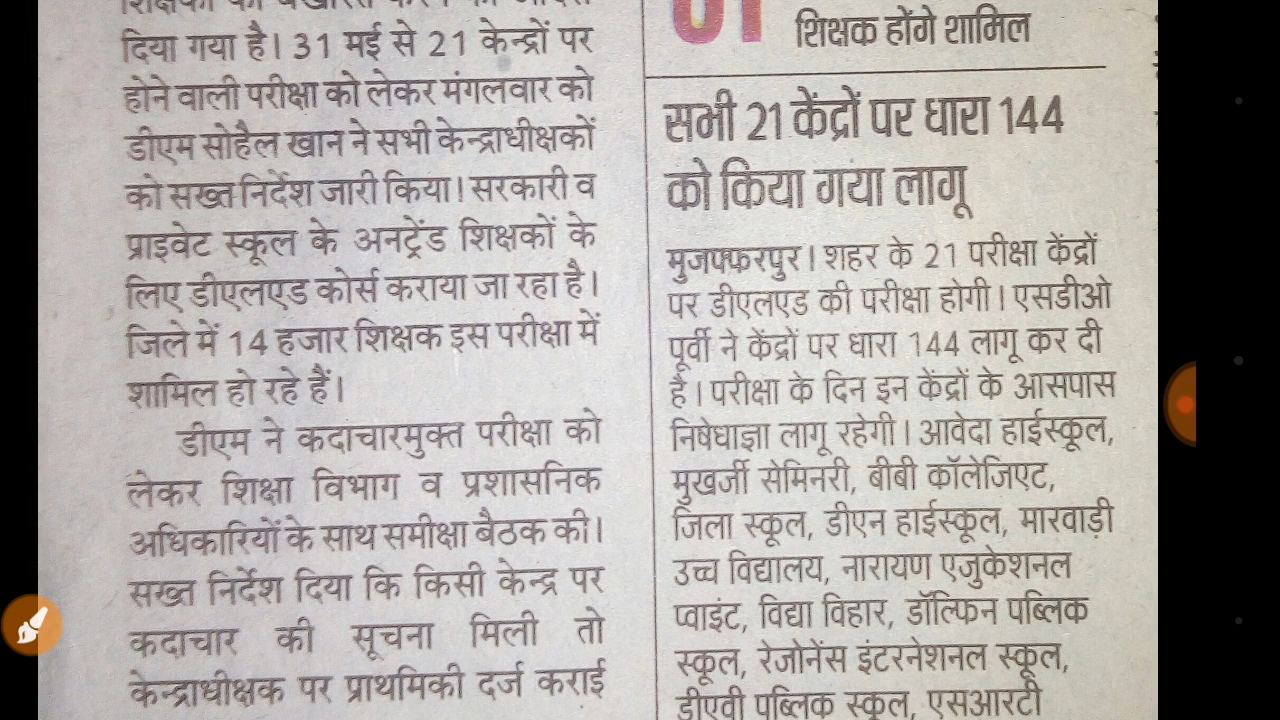 दिया गया है। 31 मई से 21 केन्द्रों पर
होने वाली परीक्षा को लेकर मंगलवार को
डीएम सोहैल खान ने सभी केन्द्राधीक्षकों
को सख्त निर्देश जारी किया। सरकारी व
प्राइवेट स्कूल के अनट्रेंड शिक्षकों के
लिए डीएलएड कोर्स कराया जा रहा है।
जिले में 14 हजार शिक्षक इस परीक्षा में
शामिल हो रहे हैं।
डीएम ने कदाचारमुक्त परीक्षा को
लेकर शिक्षा विभाग व प्रशासनिक
अधिकारियों के साथ समीक्षा बैठक की।
सख्त निर्देश दिया कि किसी केन्द्र पर
कदाचार की सूचना मिली तो
केन्द्राधीक्षक पर प्राथमिकी दर्ज कराई
शिक्षक होंगे शामिल
सभी 21 केंद्रों पर धारा 144
को किया गया लागू
मुजफ्फरपुर। शहर के 21 परीक्षा केंद्रों
पर डीएलएड की परीक्षा होगी। एसडीओ
पूर्वी ने केंद्रों पर धारा 144 लागू कर दी
है। परीक्षा के दिन इन केंद्रों के आसपास
निषेधाज्ञा लागू रहेगी। आवेदा हाईस्कूल,
मुखर्जी सेमिनरी, बीबी कॉलेजिएट,
जिला स्कूल, डीएन हाईस्कूल, मारवाड़ी
उच्च विद्यालय, नारायण एजुकेशनल
प्वाइंट, विद्या विहार, डॉल्फिन पब्लिक
स्कूल, रेजोनेंस इंटरनेशनल स्कूल,
डीएवी पब्लिक स्कूल, एसआरटी